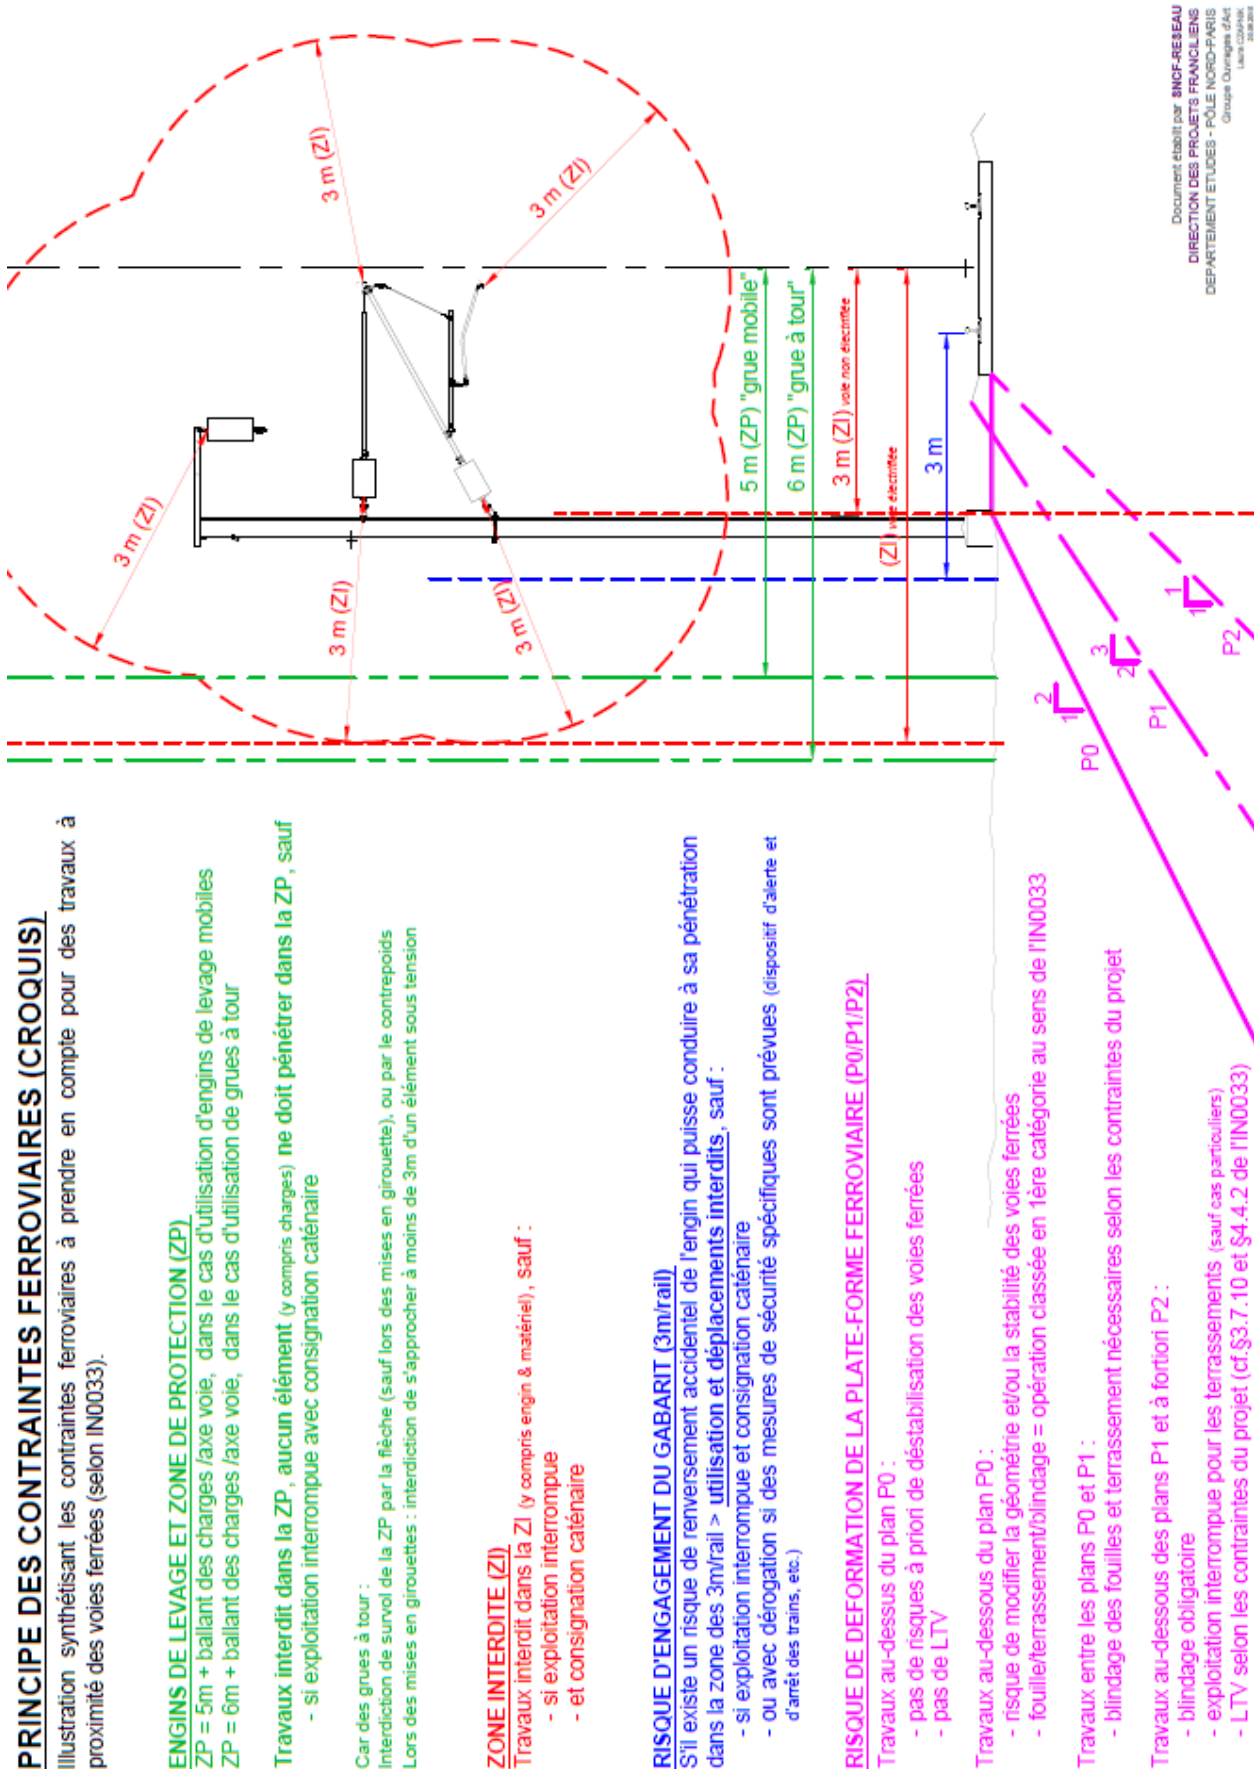 PRINCIPE DES CONTRAINTES FERROVIAIRES (CROQUIS)
Illustration synthétisant les contraintes ferroviaires à prendre en compte pour des travaux à
proximité des voies ferrées (selon IN0033).
ENGINS DE LEVAGE ET ZONE DE PROTECTION (ZP)
ZP = 5m + ballant des charges /axe voie, dans le cas d'utilisation d'engins de levage mobiles
ZP = 6m + ballant des charges /axe voie, dans le cas d'utilisation de grues à tour
Travaux interdit dans la ZP, aucun élément (y compris charges) ne doit pénétrer dans la ZP, sauf
- si exploitation interrompue avec consignation caténaire
Car des grues à tour :
Interdiction de survol de la ZP par la flèche (sauf lors des mises en girouette), ou par le contrepoids
Lors des mises en girouettes : interdiction de s'approcher à moins de 3m d'un élément sous tension
ZONE INTERDITE (ZI)
Travaux interdit dans la ZI (y compris engin & matériel), sauf :
- si exploitation interrompue
- et consignation caténaire
RISQUE D'ENGAGEMENT DU GABARIT (3m/rail)
S'il existe un risque de renversement accidentel de l'engin qui puisse conduire à sa pénétration
dans la zone des 3m/rail > utilisation et déplacements interdits, sauf :
- si exploitation interrompue et consignation caténaire
- ou avec dérogation si des mesures de sécurité spécifiques sont prévues (dispositif d'alerte et
d'arrêt des trains, etc.)
RISQUE DE DEFORMATION DE LA PLATE-FORME FERROVIAIRE (P0/P1/P2)
Travaux au-dessus du plan P0 :
- pas de risques à priori de déstabilisation des voies ferrées
- pas de LTV
Travaux au-dessous du plan P0 :
- risque de modifier la géométrie et/ou la stabilité des voies ferrées
- fouille/terrassement/blindage = opération classée en 1ère catégorie au sens de l'IN0033
Travaux entre les plans P0 et P1 :
- blindage des fouilles et terrassement nécessaires selon les contraintes du projet
Travaux au-dessous des plans P1 et à fortiori P2 :
- blindage obligatoire
- exploitation interrompue pour les terrassements (sauf cas particuliers)
- LTV selon les contraintes du projet (cf.§3.7.10 et §4.4.2 de l'IN0033)
3 m (ZI)
3 m (ZI)
3 m (ZI)
3 m (ZI)
3 m (ZI)
5 m (ZP) "grue mobile"
6 m (ZP) "grue à tour"
3 m (ZI) voie non électrifiée
(ZI) voie électrifiée
3 m
2
1
P0
3
2
P1
1
1
P2
Document établit par SNCF-RESEAU
DIRECTION DES PROJETS FRANCILIENS
DEPARTEMENT ETUDES - PÔLE NORD-PARIS
Groupe Ouvrages d'Art